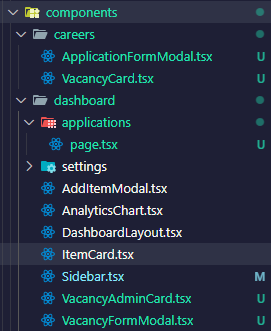 components
careers
ApplicationFormModal.tsx U
VacancyCard.tsx U
dashboard
applications
page.tsx U
settings
AddItemModal.tsx
AnalyticsChart.tsx
DashboardLayout.tsx
ItemCard.tsx
Sidebar.tsx M
VacancyAdminCard.tsx U
VacancyFormModal.tsx U